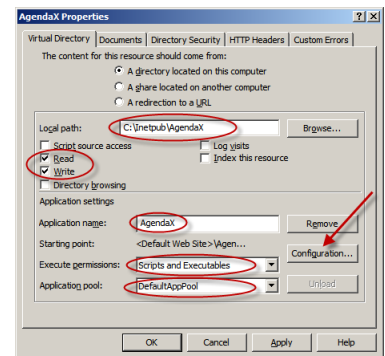 AgendaX Properties
Virtual Directory Documents Directory Security HTTP Headers Custom Errors
The content for this resource should come from:
A directory located on this computer
A share located on another computer
A redirection to a URL
Local path: C:\Inetpub\AgendaX Browse...
Script source access Log visits
Read Index this resource
Write
Directory browsing
Application settings
Application name: AgendaX Remove
Starting point: <Default Web Site>\Agen...
Configuration...
Execute permissions: Scripts and Executables
Application pool: DefaultAppPool Unload
OK Cancel Apply Help